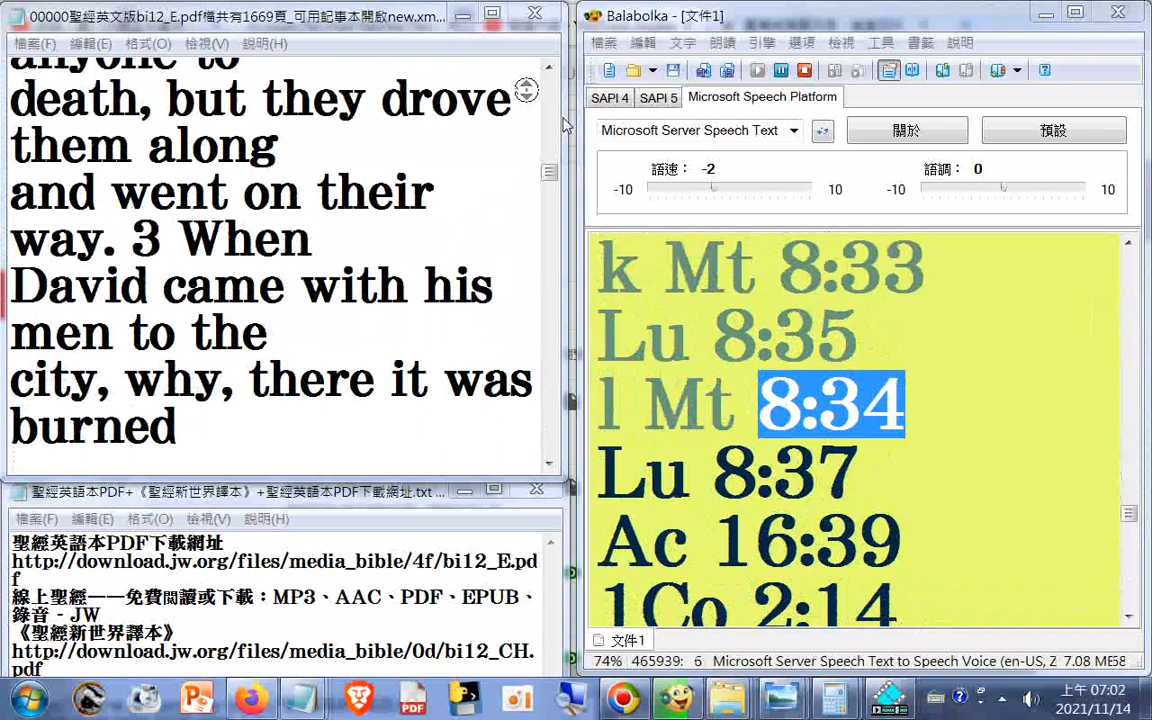 00000聖經英文版bi12_E.pdf檔共有1669頁_可用記事本開啟new.xm...
檔案(F) 編輯(E) 格式(O) 檢視(V) 說明(H)
anyone to
death, but they drove
them along
and went on their
way. 3 When
David came with his
men to the
city, why, there it was
burned
聖經英語本PDF+《聖經新世界譯本》+聖經英語本PDF下載網址.txt ...
檔案(F) 編輯(E) 格式(O) 檢視(V) 說明(H)
聖經英語本PDF下載網址
http://download.jw.org/files/media_bible/4f/bi12_E.pd
f
線上聖經——免費閱讀或下載：MP3、AAC、PDF、EPUB、
錄音 - JW
《聖經新世界譯本》
http://download.jw.org/files/media_bible/0d/bi12_CH.
pdf
Balabolka - [文件1]
檔案 編輯 文字 朗讀 引擎 選項 檢視 工具 書籤 說明
SAPI 4 SAPI 5 Microsoft Speech Platform
Microsoft Server Speech Text 關於 預設
語速： -2 語調： 0
-10 10 -10 10
k Mt 8:33
Lu 8:35
l Mt 8:34
Lu 8:37
Ac 16:39
1Co 2:14
文件1
74% 465939: 6 Microsoft Server Speech Text to Speech Voice (en-US, Z 7.08 ME58
PDF
上午 07:02
2021/11/14